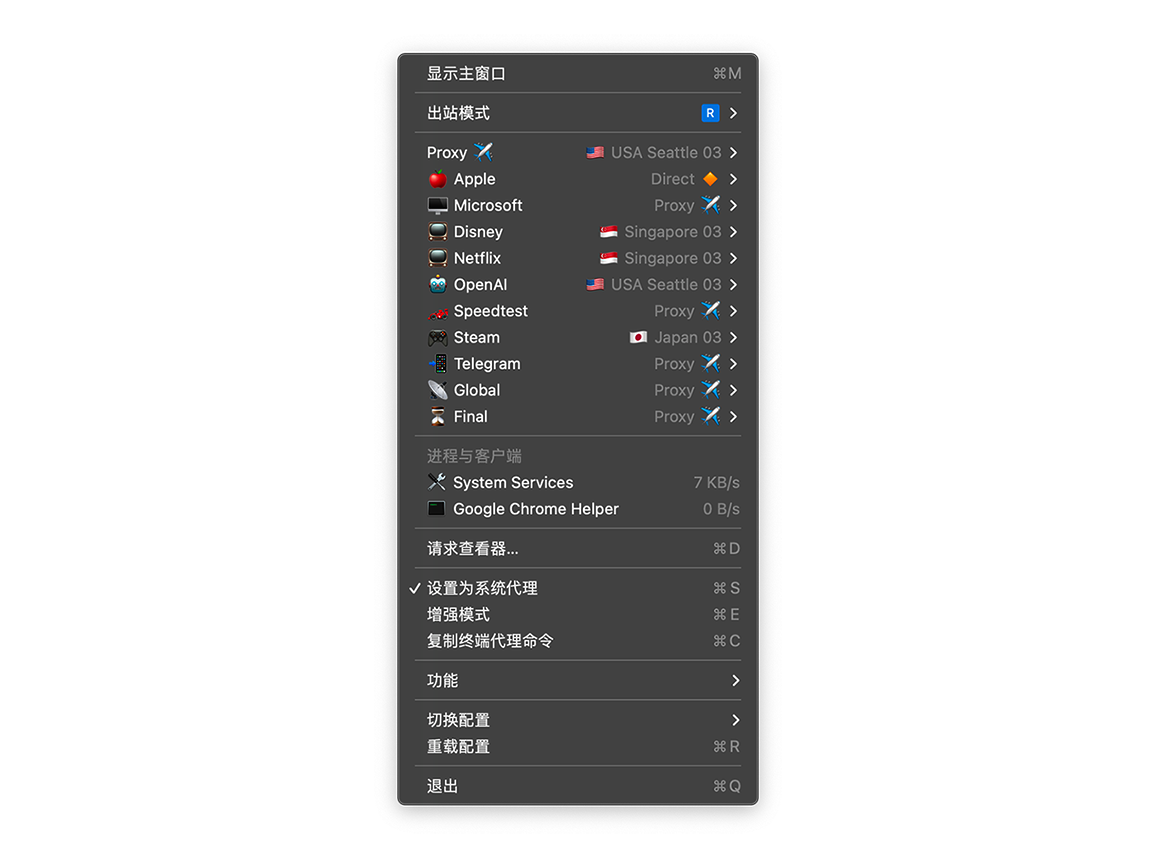 显示主窗口 ⌘M
出站模式 R
Proxy ✈️ 🇺🇸 USA Seattle 03
🍎 Apple Direct 🔶
🖥️ Microsoft Proxy ✈️
📺 Disney 🇸🇬 Singapore 03
📺 Netflix 🇸🇬 Singapore 03
🤖 OpenAI 🇺🇸 USA Seattle 03
🏎️ Speedtest Proxy ✈️
🎮 Steam 🇯🇵 Japan 03
📲 Telegram Proxy ✈️
📡 Global Proxy ✈️
⏳ Final Proxy ✈️
进程与客户端
System Services 7 KB/s
Google Chrome Helper 0 B/s
请求查看器... ⌘D
✓ 设置为系统代理 ⌘S
增强模式 ⌘E
复制终端代理命令 ⌘C
功能
切换配置
重载配置 ⌘R
退出 ⌘Q